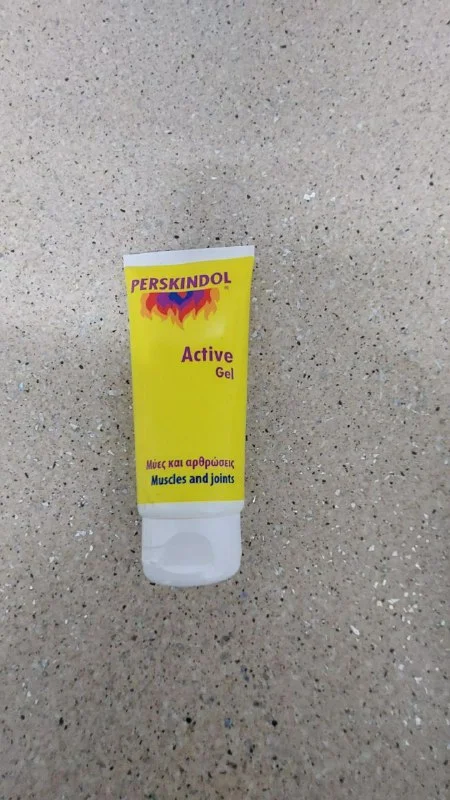 PERSKINDOL
Active
Gel
Μύες και αρθρώσεις
Muscles and joints